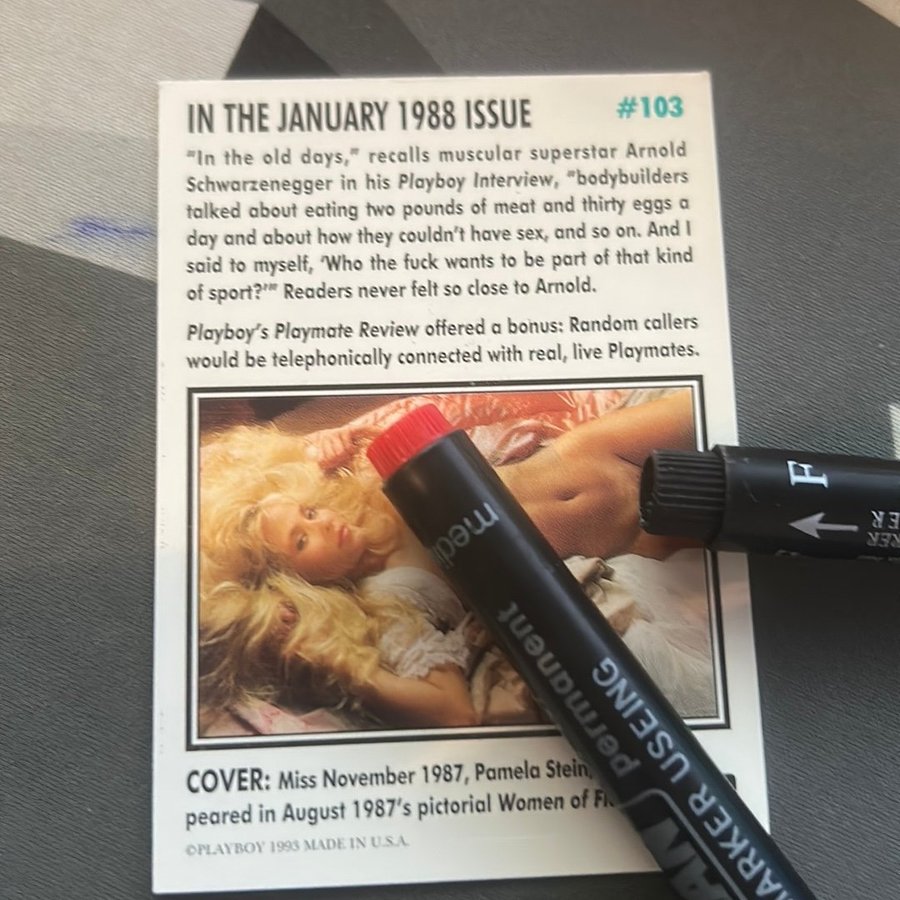 IN THE JANUARY 1988 ISSUE #103
"In the old days," recalls muscular superstar Arnold
Schwarzenegger in his Playboy Interview, "bodybuilders
talked about eating two pounds of meat and thirty eggs a
day and about how they couldn't have sex, and so on. And I
said to myself, 'Who the fuck wants to be part of that kind
of sport?'" Readers never felt so close to Arnold.
Playboy's Playmate Review offered a bonus: Random callers
would be telephonically connected with real, live Playmates.
COVER: Miss November 1987, Pamela Stein,
peared in August 1987's pictorial Women of
©PLAYBOY 1993 MADE IN U.S.A.
permanent
MARKER USEING